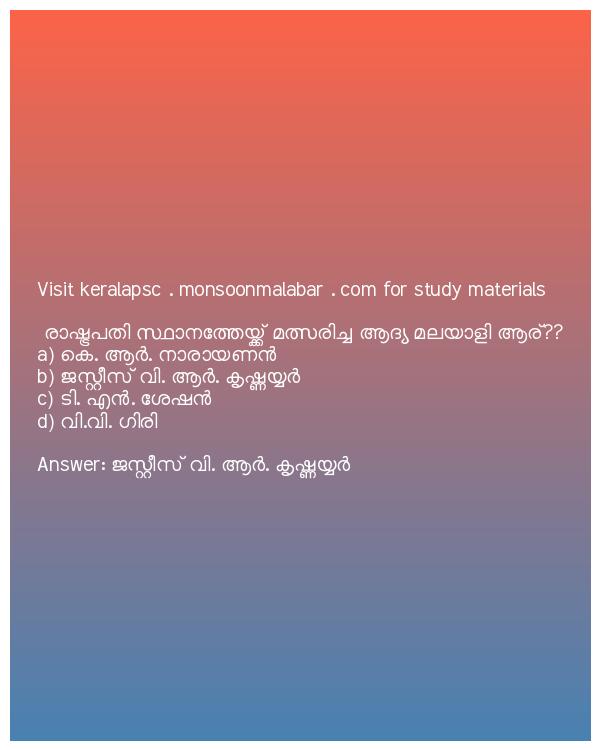 Visit keralapsc . monsoonmalabar . com for study materials
രാഷ്ട്രപതി സ്ഥാനത്തേയ്ക്ക് മത്സരിച്ച ആദ്യ മലയാളി ആര്??
a) കെ. ആർ. നാരായണൻ
b) ജസ്റ്റീസ് വി. ആർ. കൃഷ്ണയ്യർ
c) ടി. എൻ. ശേഷൻ
d) വി.വി. ഗിരി
Answer: ജസ്റ്റീസ് വി. ആർ. കൃഷ്ണയ്യർ